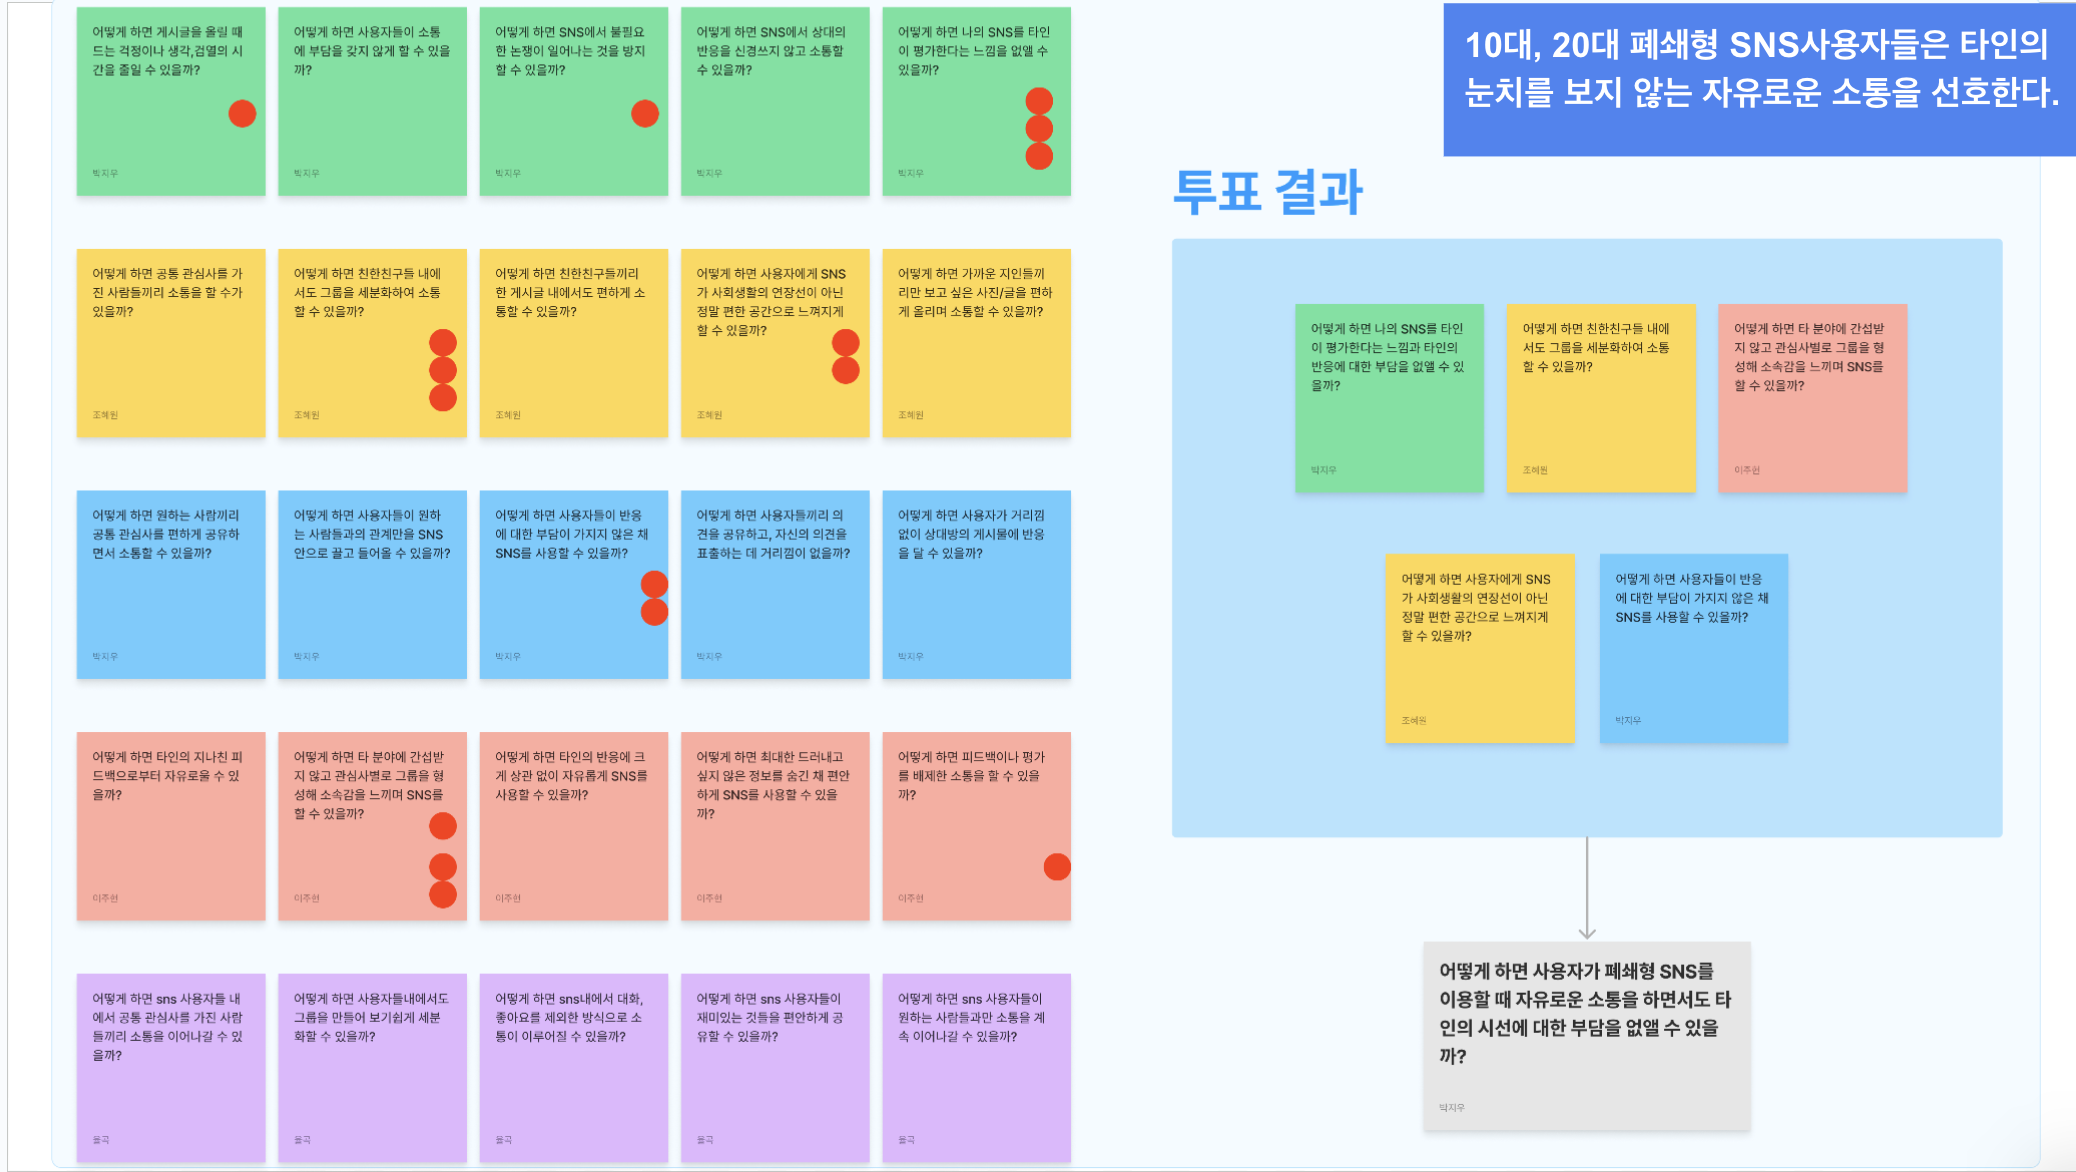 어떻게 하면 게시글을 올릴 때
드는 걱정이나 생각,검열의 시
간을 줄일 수 있을까?
박지우
어떻게 하면 사용자들이 소통
에 부담을 갖지 않게 할 수 있을
까?
박지우
어떻게 하면 SNS에서 불필요
한 논쟁이 일어나는 것을 방지
할 수 있을까?
박지우
어떻게 하면 SNS에서 상대의
반응을 신경쓰지 않고 소통할
수 있을까?
박지우
어떻게 하면 나의 SNS를 타인
이 평가한다는 느낌을 없앨 수
있을까?
박지우
어떻게 하면 공통 관심사를 가
진 사람들끼리 소통을 할 수가
있을까?
조혜원
어떻게 하면 친한친구들 내에
서도 그룹을 세분화하여 소통
할 수 있을까?
조혜원
어떻게 하면 친한친구들끼리
한 게시글 내에서도 편하게 소
통할 수 있을까?
조혜원
어떻게 하면 사용자에게 SNS
가 사회생활의 연장선이 아닌
정말 편한 공간으로 느껴지게
할 수 있을까?
조혜원
어떻게 하면 가까운 지인들끼
리만 보고 싶은 사진/글을 편하
게 올리며 소통할 수 있을까?
조혜원
어떻게 하면 원하는 사람끼리
공통 관심사를 편하게 공유하
면서 소통할 수 있을까?
박지우
어떻게 하면 사용자들이 원하
는 사람들과의 관계만을 SNS
안으로 끌고 들어올 수 있을까?
박지우
어떻게 하면 사용자들이 반응
에 대한 부담이 가지지 않은 채
SNS를 사용할 수 있을까?
박지우
어떻게 하면 사용자들끼리 의
견을 공유하고, 자신의 의견을
표출하는 데 거리낌이 없을까?
박지우
어떻게 하면 사용자가 거리낌
없이 상대방의 게시물에 반응
을 달 수 있을까?
박지우
어떻게 하면 타인의 지나친 피
드백으로부터 자유로울 수 있
을까?
이주현
어떻게 하면 타 분야에 간섭받
지 않고 관심사별로 그룹을 형
성해 소속감을 느끼며 SNS를
할 수 있을까?
이주현
어떻게 하면 타인의 반응에 크
게 상관 없이 자유롭게 SNS를
사용할 수 있을까?
이주현
어떻게 하면 최대한 드러내고
싶지 않은 정보를 숨긴 채 편안
하게 SNS를 사용할 수 있을
까?
이주현
어떻게 하면 피드백이나 평가
를 배제한 소통을 할 수 있을
까?
이주현
어떻게 하면 sns 사용자들 내
에서 공통 관심사를 가진 사람
들끼리 소통을 이어나갈 수 있
을까?
율곡
어떻게 하면 사용자들내에서도
그룹을 만들어 보기쉽게 세분
화할 수 있을까?
율곡
어떻게 하면 sns내에서 대화,
좋아요를 제외한 방식으로 소
통이 이루어질 수 있을까?
율곡
어떻게 하면 sns 사용자들이
재미있는 것들을 편안하게 공
유할 수 있을까?
율곡
어떻게 하면 sns 사용자들이
원하는 사람들과만 소통을 계
속 이어나갈 수 있을까?
율곡
10대, 20대 폐쇄형 SNS사용자들은 타인의
눈치를 보지 않는 자유로운 소통을 선호한다.
투표 결과
어떻게 하면 나의 SNS를 타인
이 평가한다는 느낌과 타인의
반응에 대한 부담을 없앨 수 있
을까?
박지우
어떻게 하면 친한친구들 내에
서도 그룹을 세분화하여 소통
할 수 있을까?
조혜원
어떻게 하면 타 분야에 간섭받
지 않고 관심사별로 그룹을 형
성해 소속감을 느끼며 SNS를
할 수 있을까?
이주현
어떻게 하면 사용자에게 SNS
가 사회생활의 연장선이 아닌
정말 편한 공간으로 느껴지게
할 수 있을까?
조혜원
어떻게 하면 사용자들이 반응
에 대한 부담이 가지지 않은 채
SNS를 사용할 수 있을까?
박지우
어떻게 하면 사용자가 폐쇄형 SNS를
이용할 때 자유로운 소통을 하면서도 타
인의 시선에 대한 부담을 없앨 수 있을
까?
박지우